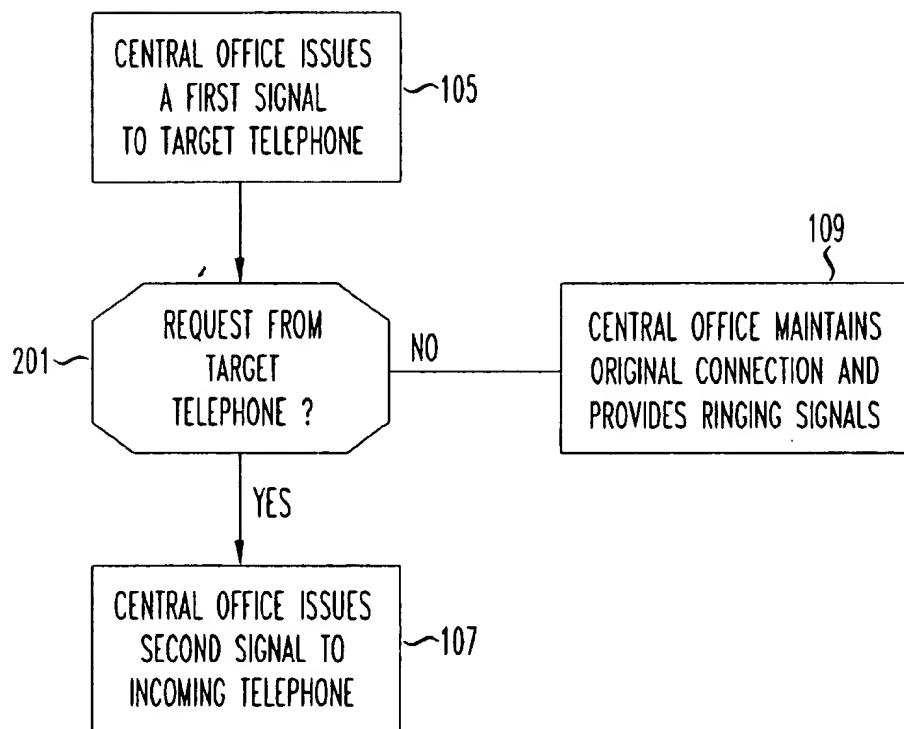 CENTRAL OFFICE ISSUES
A FIRST SIGNAL
TO TARGET TELEPHONE
105
REQUEST FROM
TARGET
TELEPHONE ?
201
NO
109
CENTRAL OFFICE MAINTAINS
ORIGINAL CONNECTION AND
PROVIDES RINGING SIGNALS
YES
CENTRAL OFFICE ISSUES
SECOND SIGNAL TO
INCOMING TELEPHONE
107